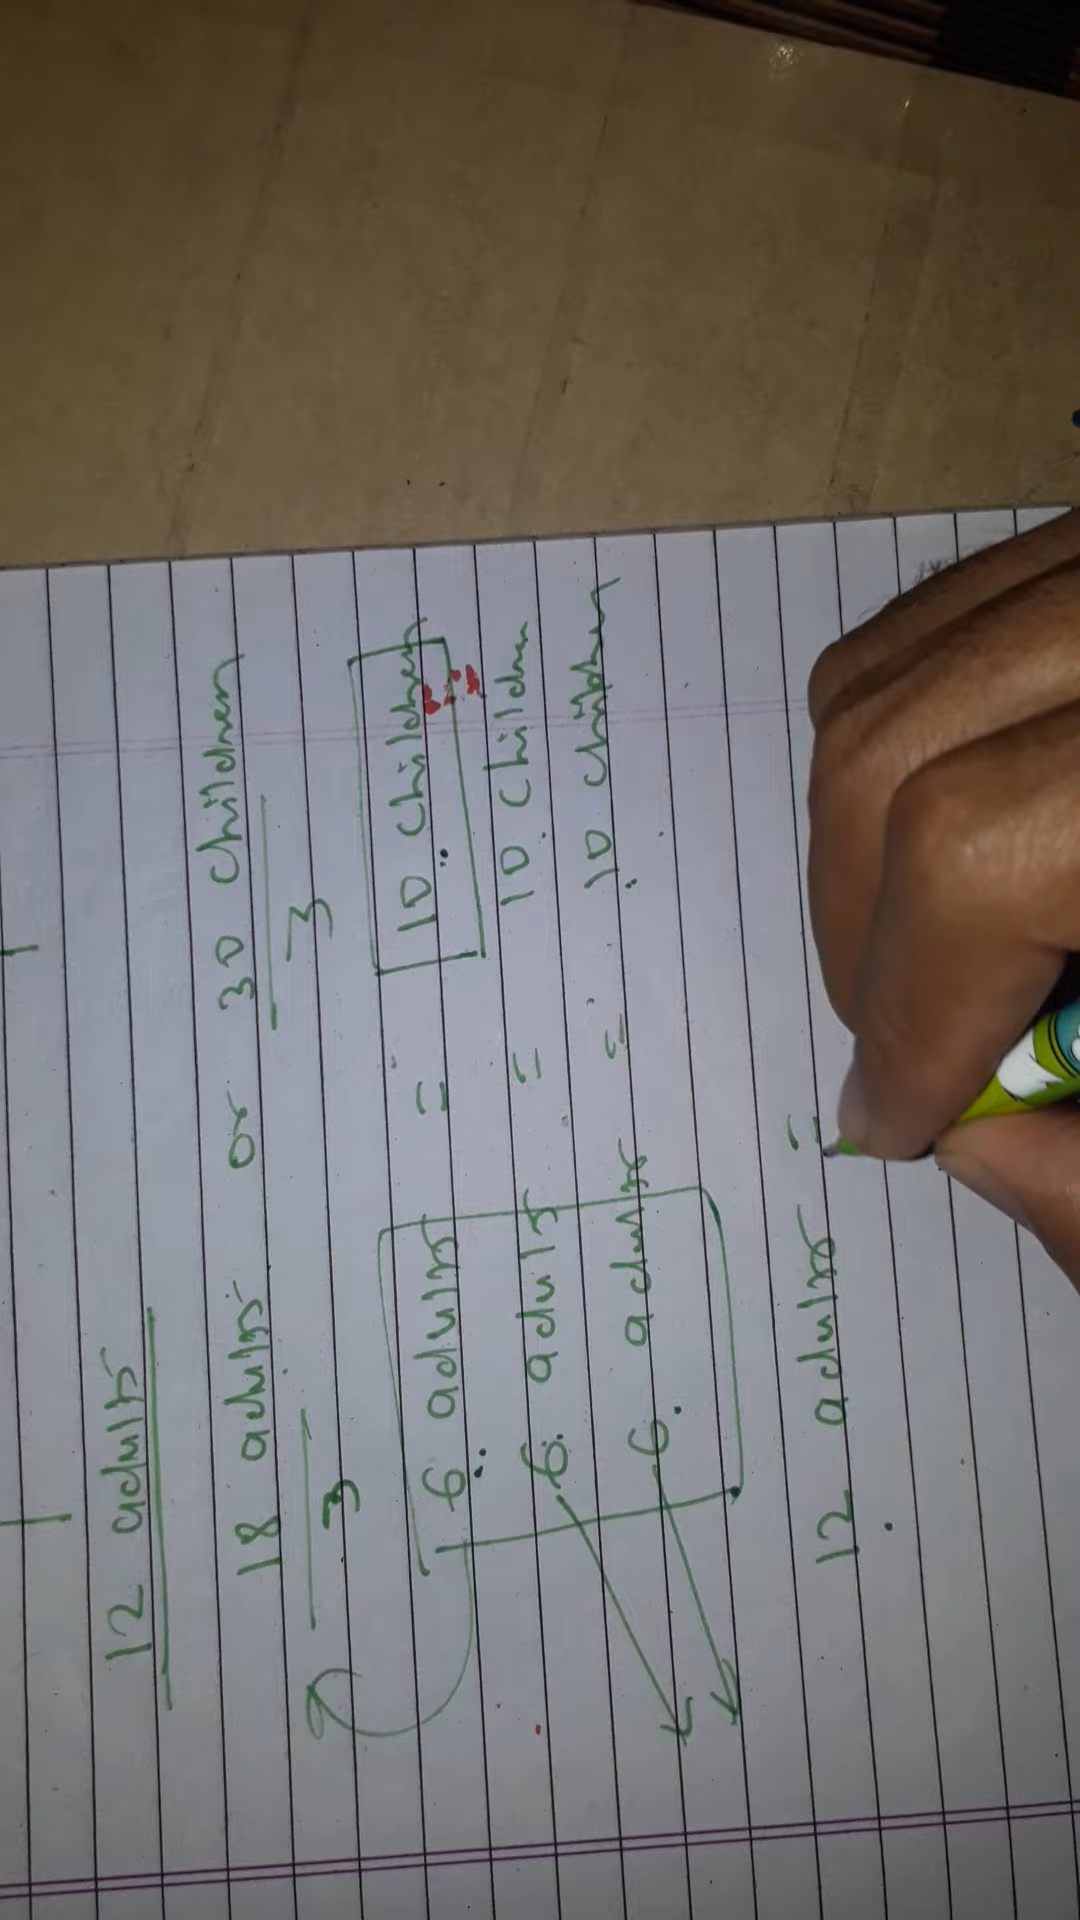 12 adults
18 adults or 30 children
3 3
6 adults = 10 children
6 adults = 10 Children
6 adults = 10 children
12 adults =